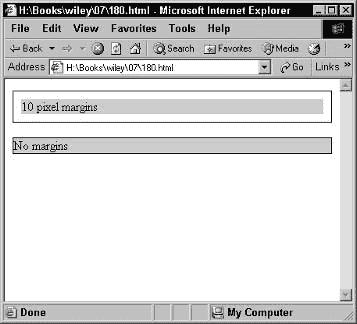 H:\Books\wiley\07\180.html - Microsoft Internet Explorer
File Edit View Favorites Tools Help
Back Search Favorites Media
Address H:\Books\wiley\07\180.html Go Links »
10 pixel margins
No margins
Done My Computer